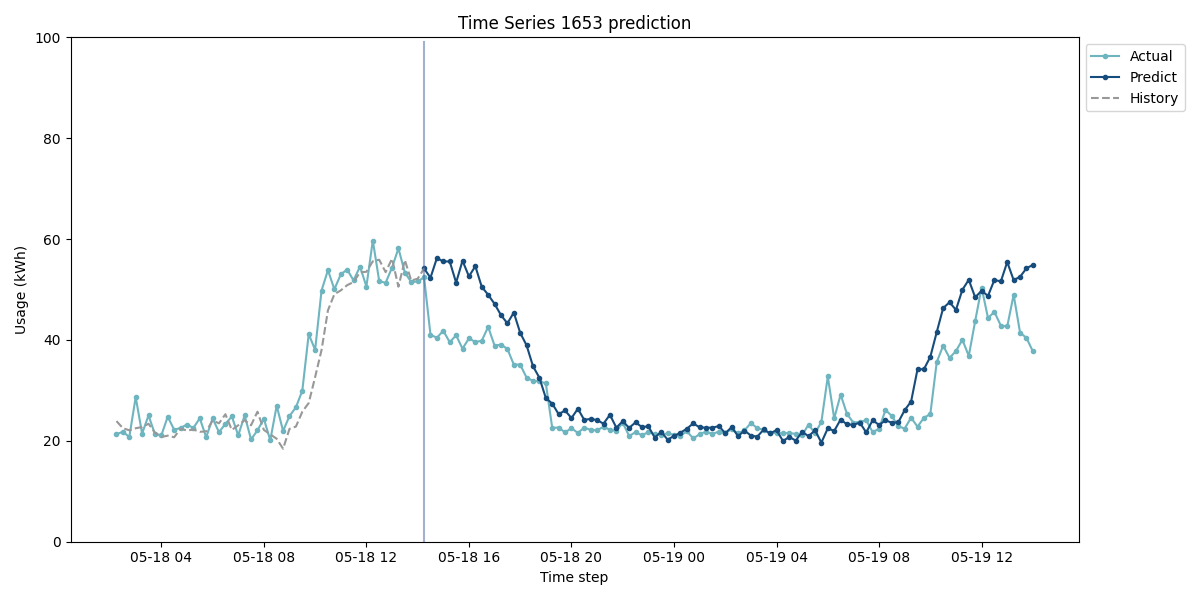 Time Series 1653 prediction
100
80
60
40
20
0
Usage (kWh)
05-18 04
05-18 08
05-18 12
05-18 16
05-18 20
05-19 00
05-19 04
05-19 08
05-19 12
Time step
Actual
Predict
History